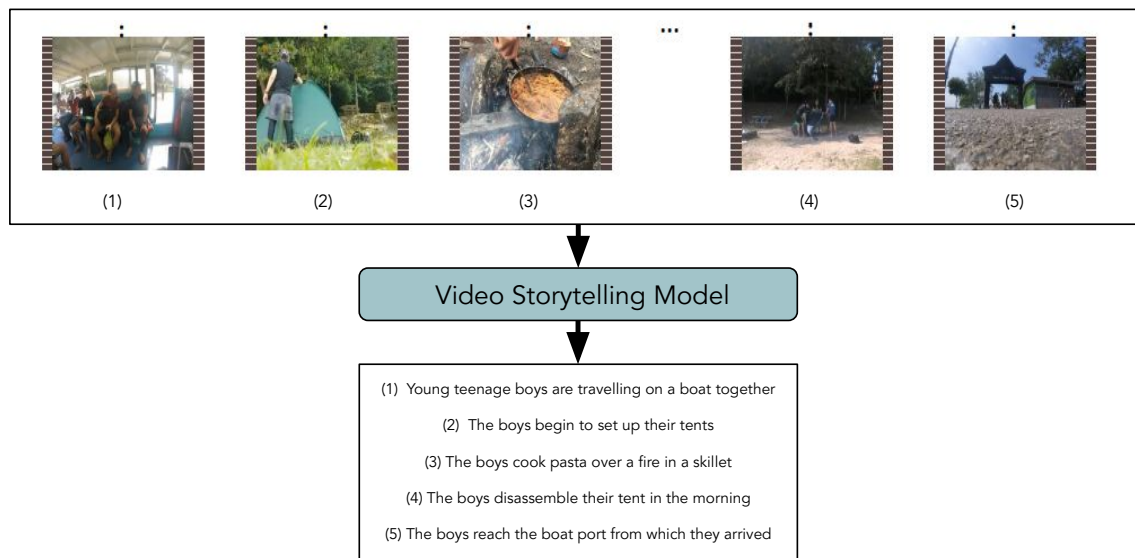 ...
(1)
(2)
(3)
(4)
(5)
Video Storytelling Model
(1) Young teenage boys are travelling on a boat together
(2) The boys begin to set up their tents
(3) The boys cook pasta over a fire in a skillet
(4) The boys disassemble their tent in the morning
(5) The boys reach the boat port from which they arrived